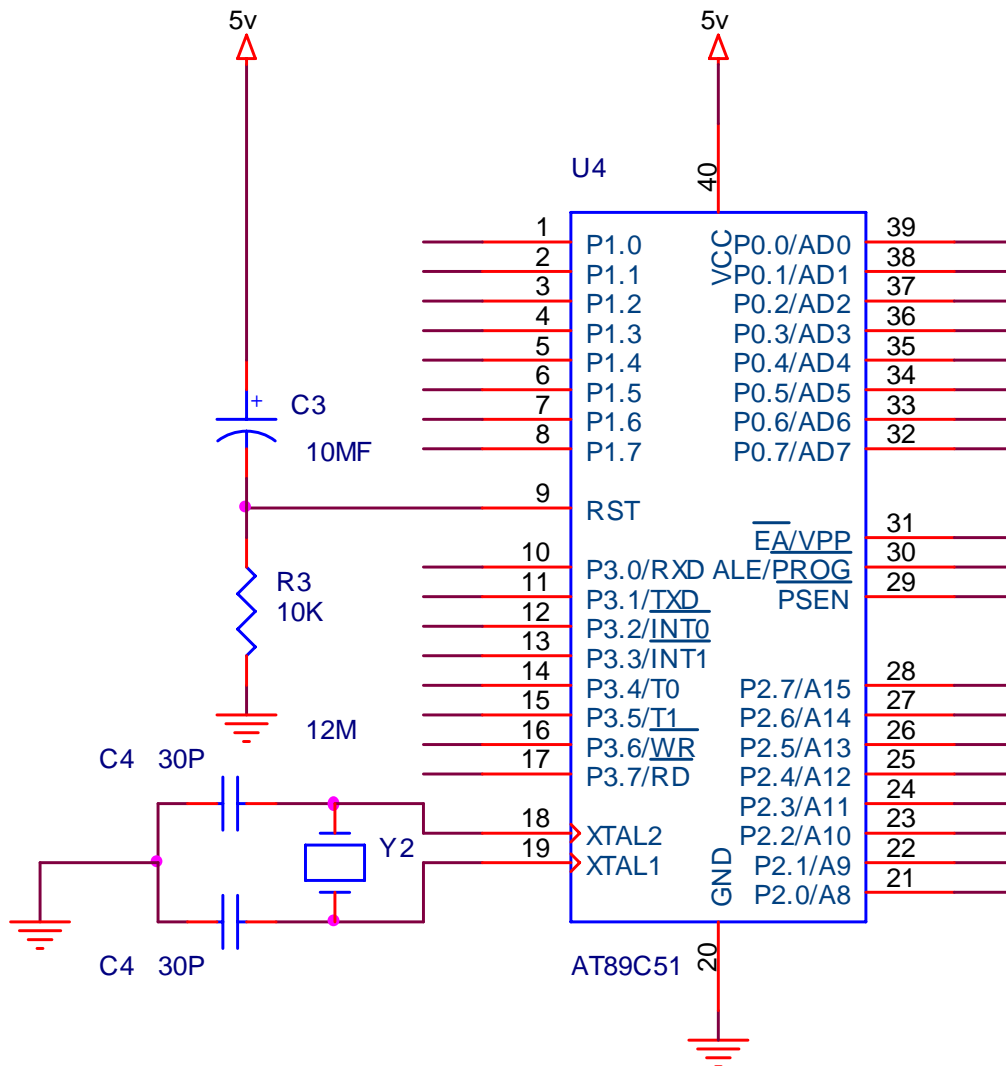 5v
5v
U4
40
VCC
1 P1.0
2 P1.1
3 P1.2
4 P1.3
5 P1.4
6 P1.5
7 P1.6
8 P1.7
P0.0/AD0 39
P0.1/AD1 38
P0.2/AD2 37
P0.3/AD3 36
P0.4/AD4 35
P0.5/AD5 34
P0.6/AD6 33
P0.7/AD7 32
+ C3
10MF
9 RST
EA/VPP 31
ALE/PROG 30
PSEN 29
R3
10K
10 P3.0/RXD
11 P3.1/TXD
12 P3.2/INT0
13 P3.3/INT1
14 P3.4/T0
15 P3.5/T1
16 P3.6/WR
17 P3.7/RD
P2.7/A15 28
P2.6/A14 27
P2.5/A13 26
P2.4/A12 25
P2.3/A11 24
P2.2/A10 23
P2.1/A9 22
P2.0/A8 21
12M
C4 30P
18 XTAL2
19 XTAL1
Y2
GND
C4 30P
AT89C51
20